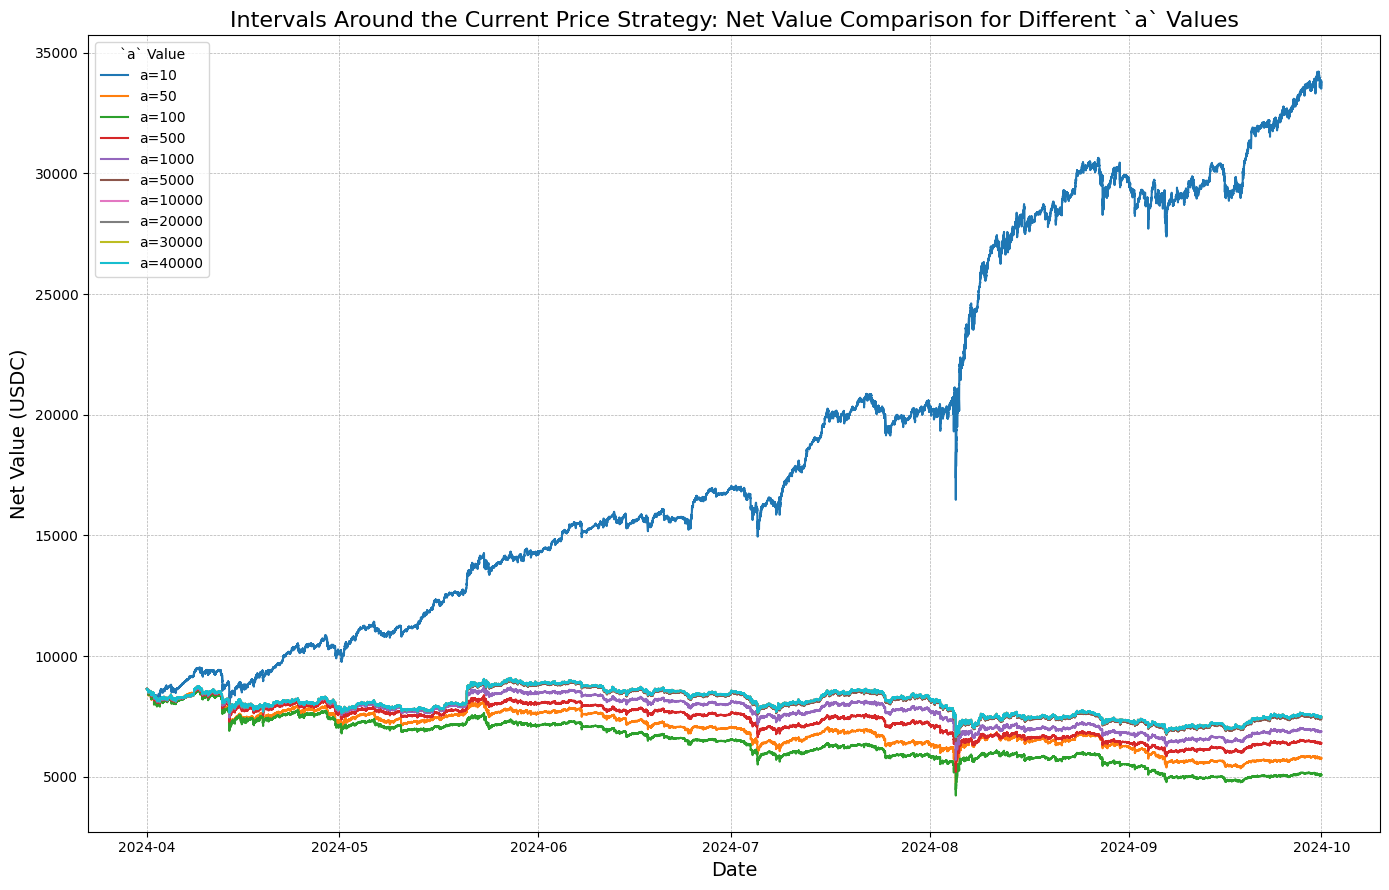 Intervals Around the Current Price Strategy: Net Value Comparison for Different `a` Values
`a` Value
a=10
a=50
a=100
a=500
a=1000
a=5000
a=10000
a=20000
a=30000
a=40000
Net Value (USDC)
35000
30000
25000
20000
15000
10000
5000
2024-04 2024-05 2024-06 2024-07 2024-08 2024-09 2024-10
Date